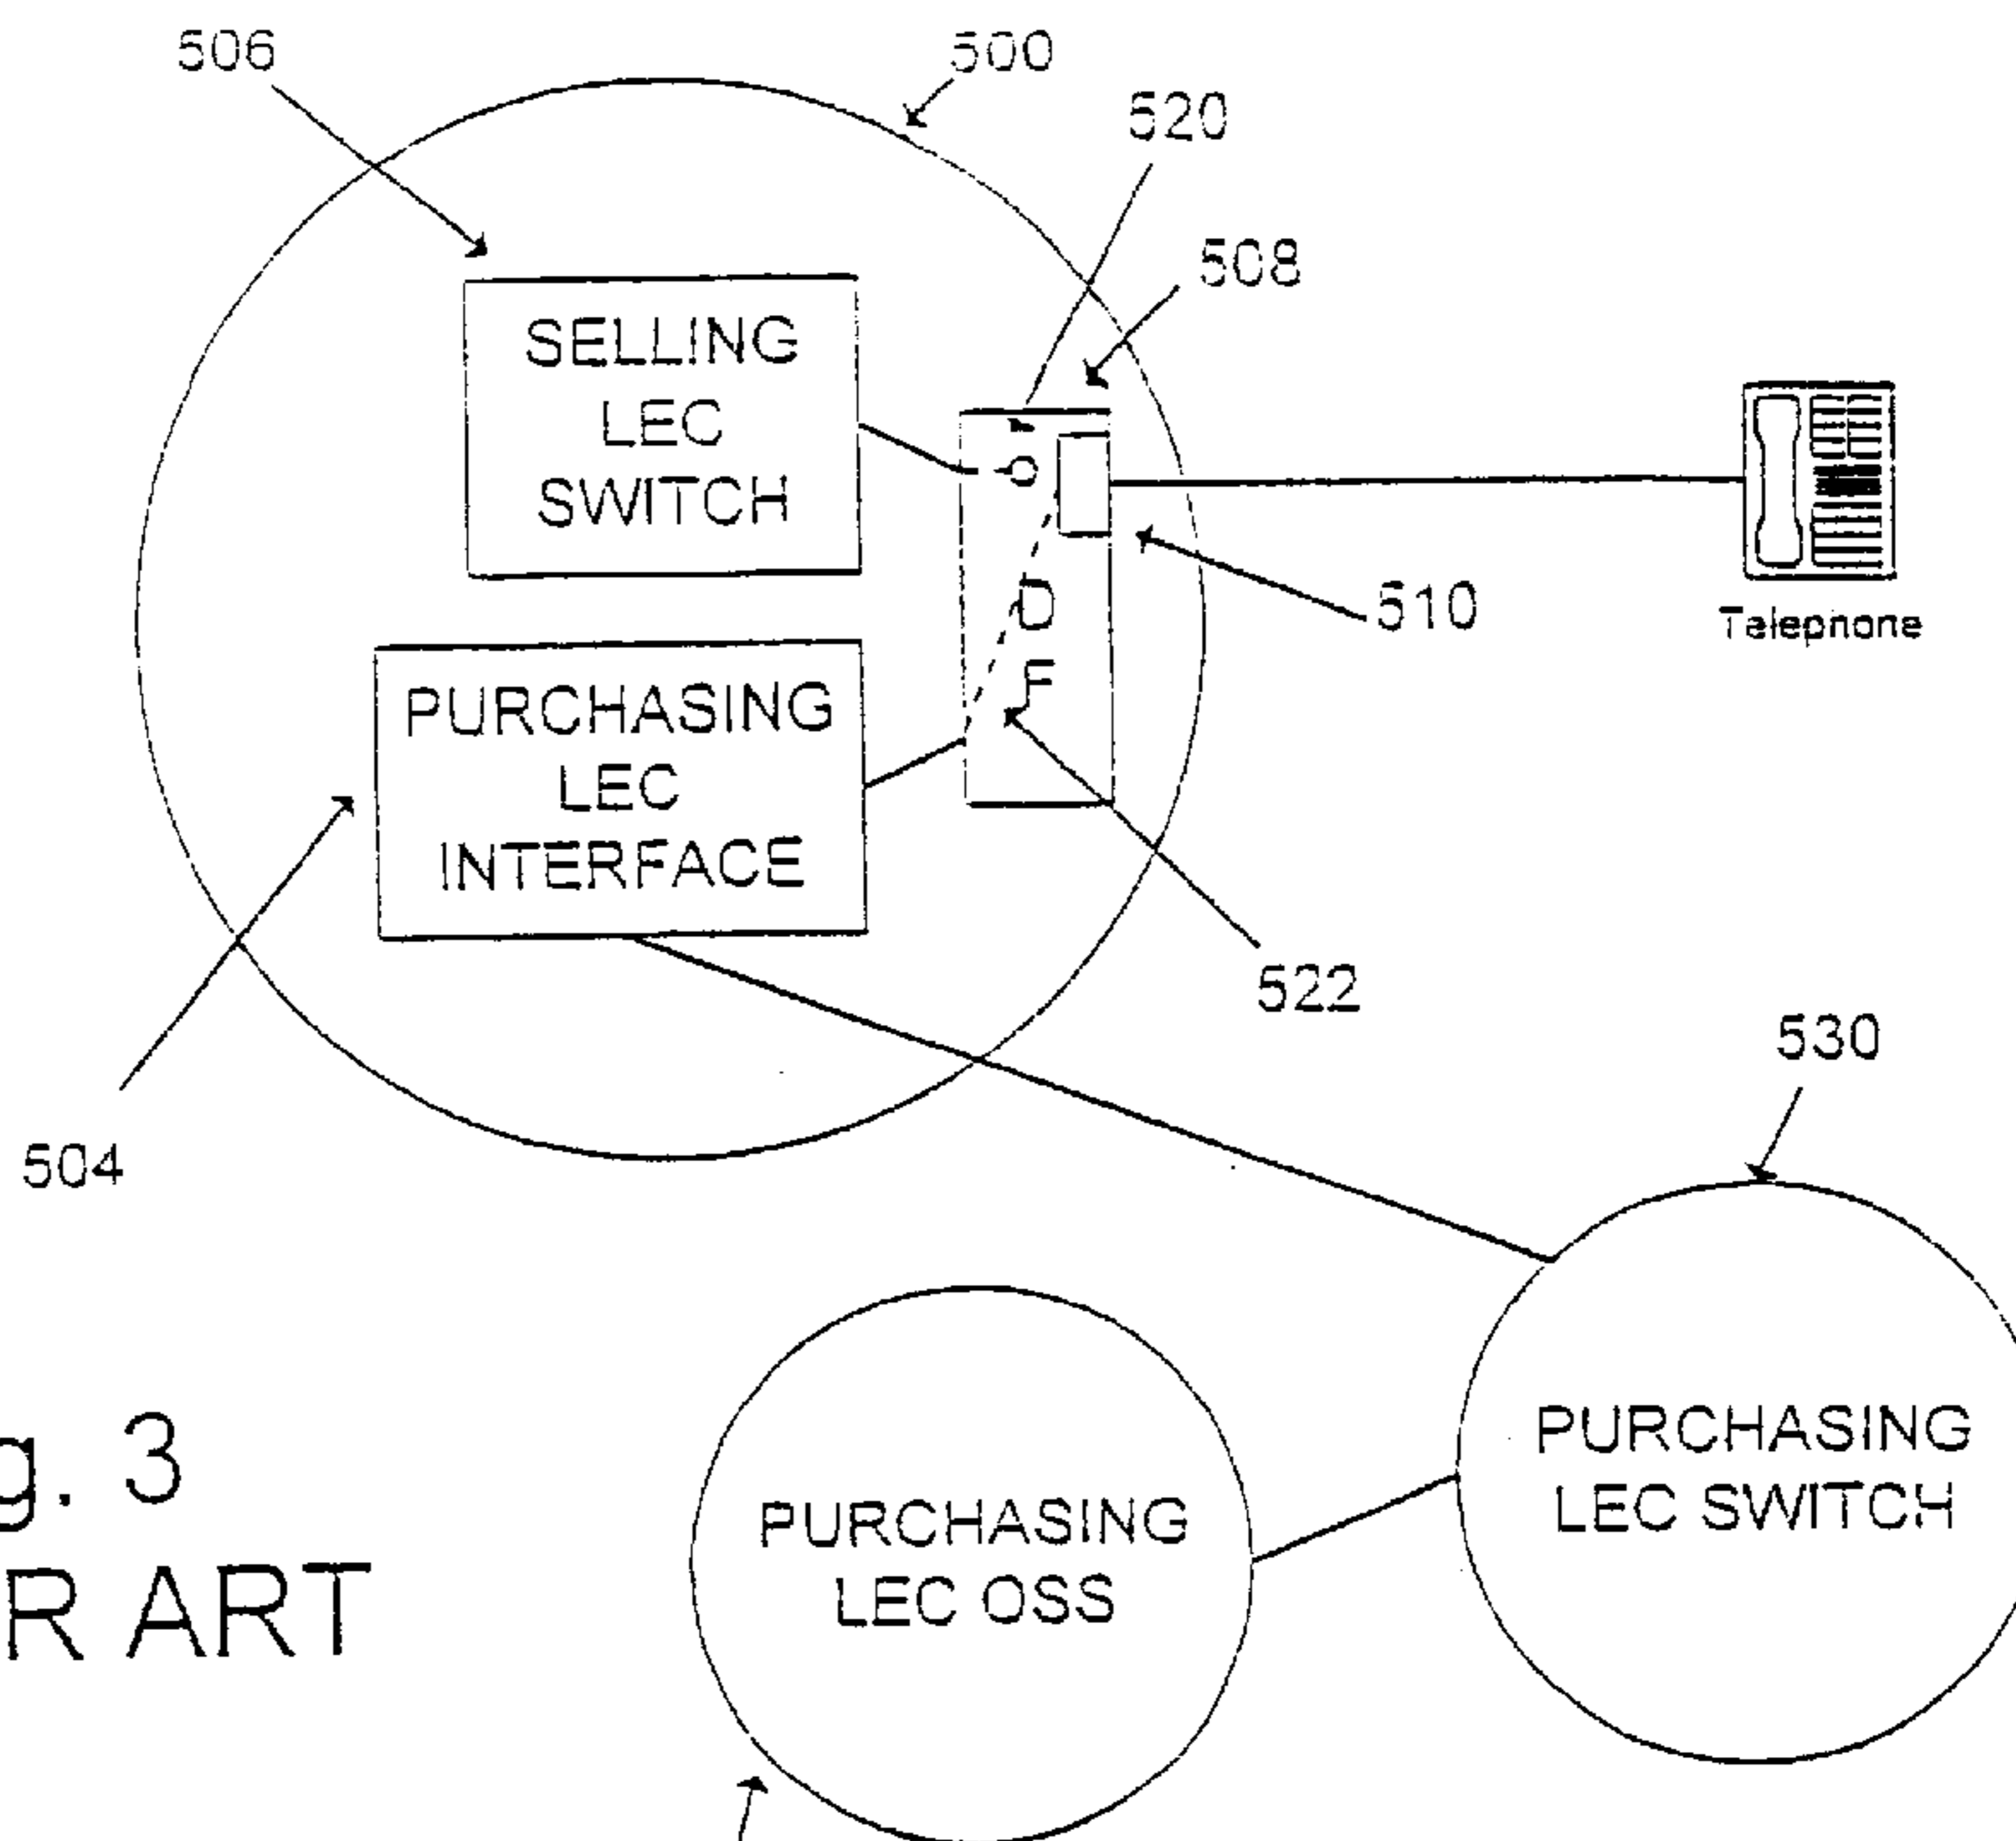 506
500
520
508
SELLING
LEC
SWITCH
D
F
510
Telephone
PURCHASING
LEC
INTERFACE
522
504
530
g. 3
R ART
PURCHASING
LEC SWITCH
PURCHASING
LEC OSS